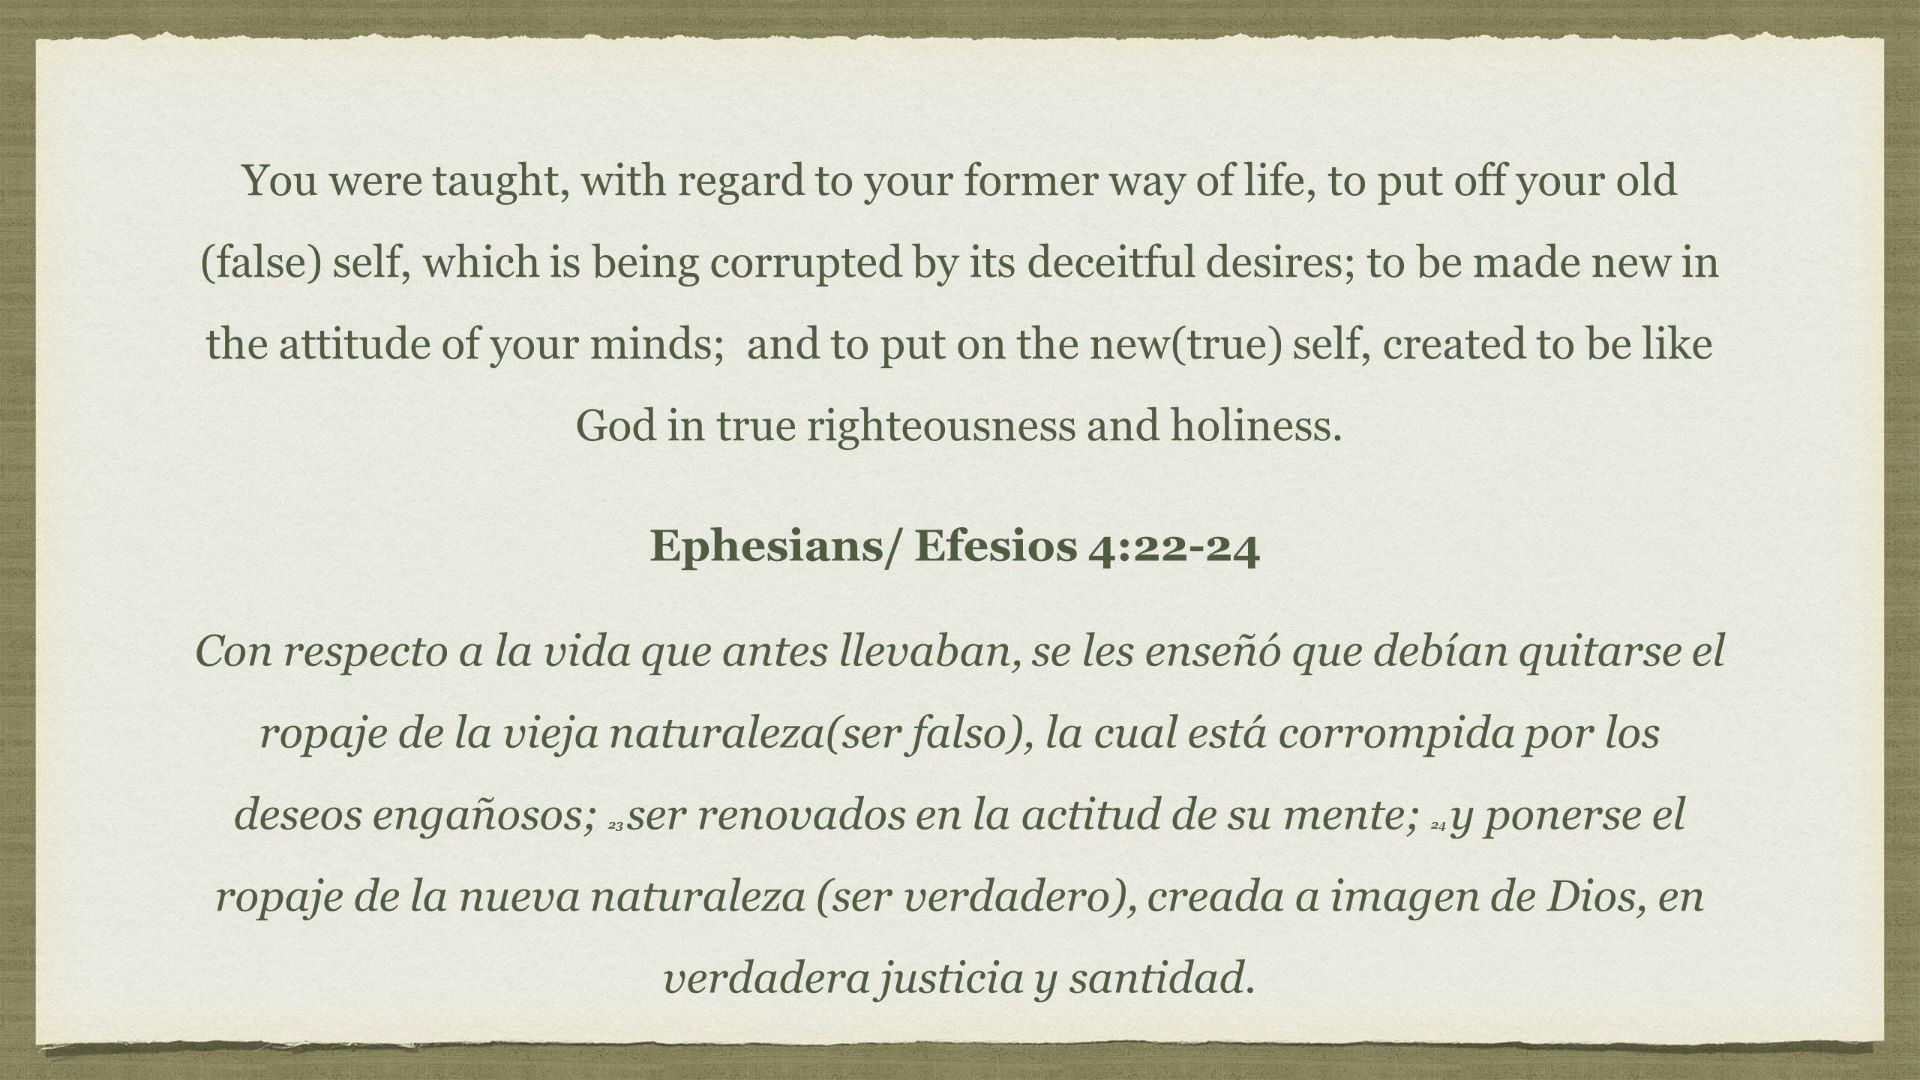 You were taught, with regard to your former way of life, to put off your old
(false) self, which is being corrupted by its deceitful desires; to be made new in
the attitude of your minds;  and to put on the new(true) self, created to be like
God in true righteousness and holiness.
Ephesians/ Efesios 4:22-24
Con respecto a la vida que antes llevaban, se les enseñó que debían quitarse el
ropaje de la vieja naturaleza(ser falso), la cual está corrompida por los
deseos engañosos; 23 ser renovados en la actitud de su mente; 24 y ponerse el
ropaje de la nueva naturaleza (ser verdadero), creada a imagen de Dios, en
verdadera justicia y santidad.